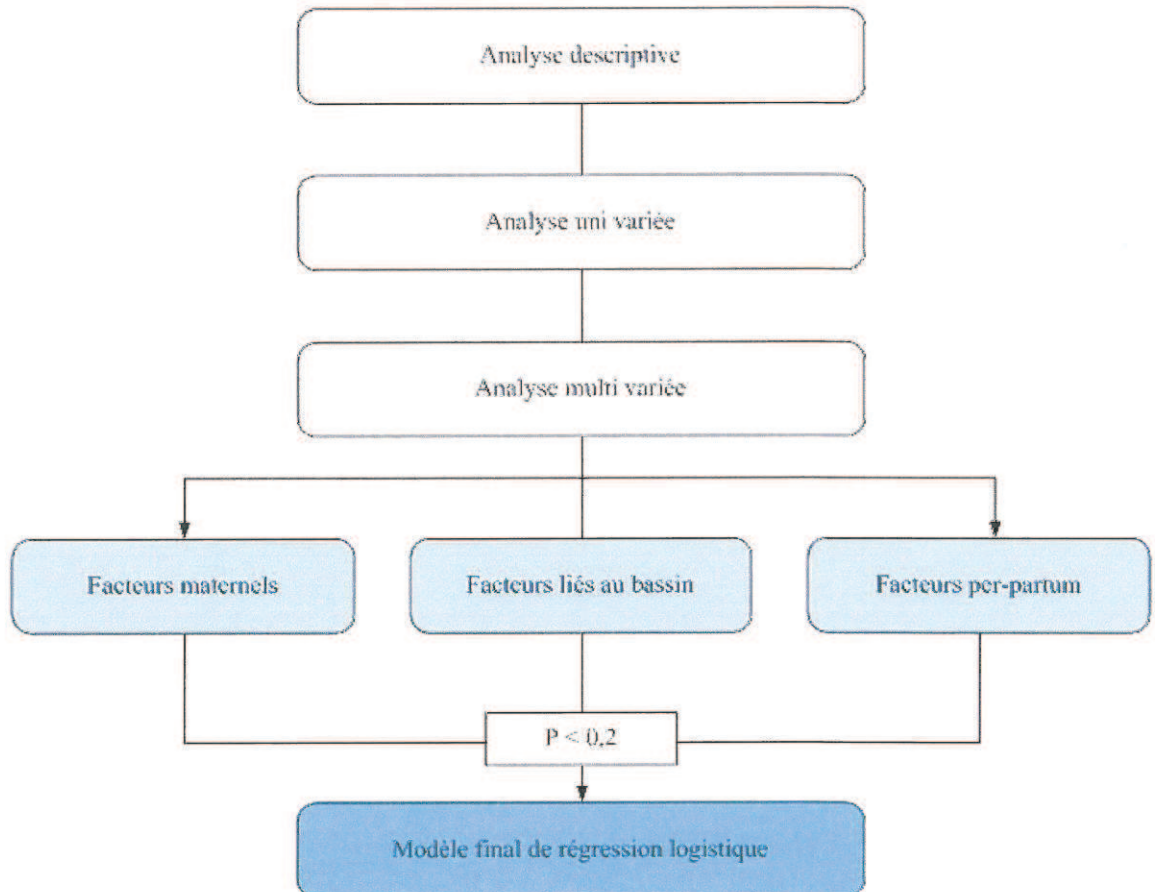 Analyse descriptive
Analyse uni variée
Analyse multi variée
Facteurs maternels
Facteurs liés au bassin
Facteurs per-partum
P < 0,2
Modèle final de régression logistique